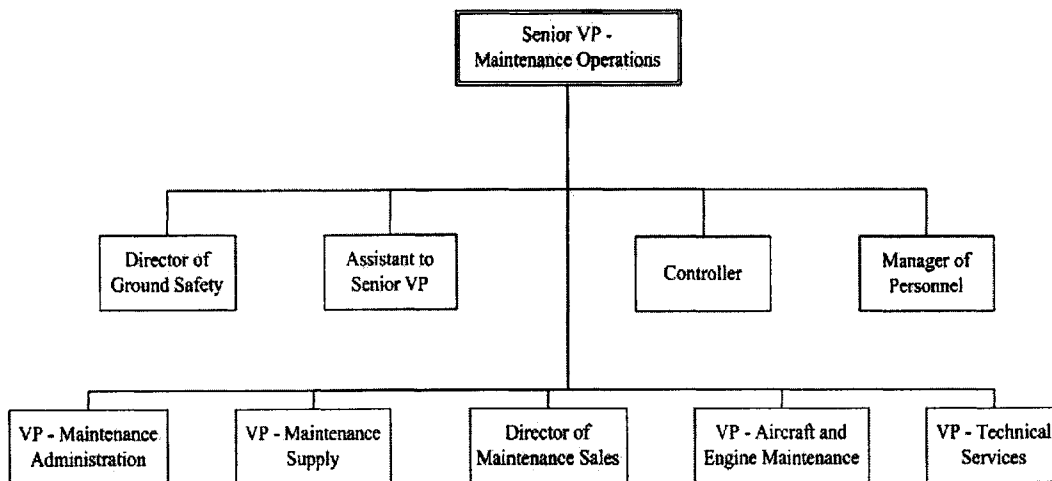 Senior VP -
Maintenance Operations
Director of
Ground Safety
Assistant to
Senior VP
Controller
Manager of
Personnel
VP - Maintenance
Administration
VP - Maintenance
Supply
Director of
Maintenance Sales
VP - Aircraft and
Engine Maintenance
VP - Technical
Services